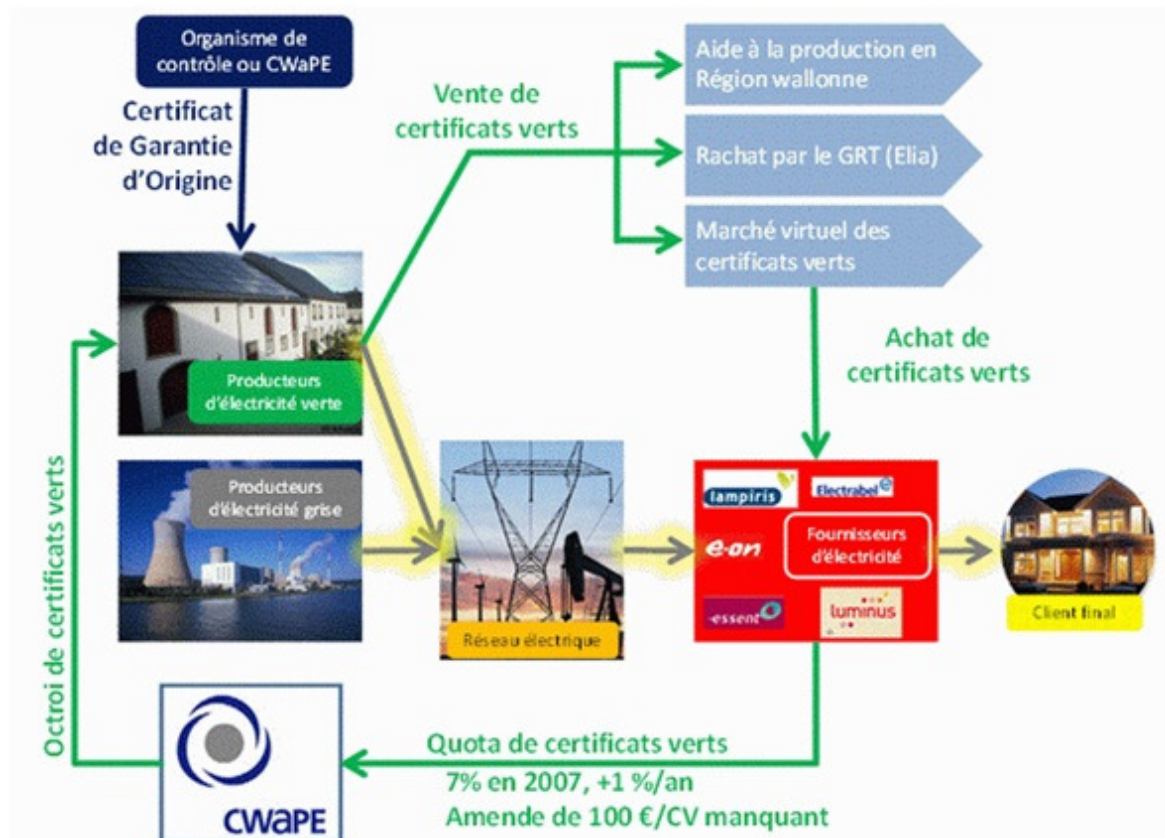 Organisme de
contrôle ou CWaPE
Certificat
de Garantie
d'Origine
Vente de
certificats verts
Aide à la production en
Région wallonne
Rachat par le GRT (Elia)
Marché virtuel des
certificats verts
Achat de
certificats verts
Producteurs
d'électricité verte
Producteurs
d'électricité grise
Octroi de certificats verts
Réseau électrique
lampiris
Electrabel
e·on
Fournisseurs
d'électricité
essent
luminus
Client final
CWaPE
Quota de certificats verts
7% en 2007, +1 %/an
Amende de 100 €/CV manquant